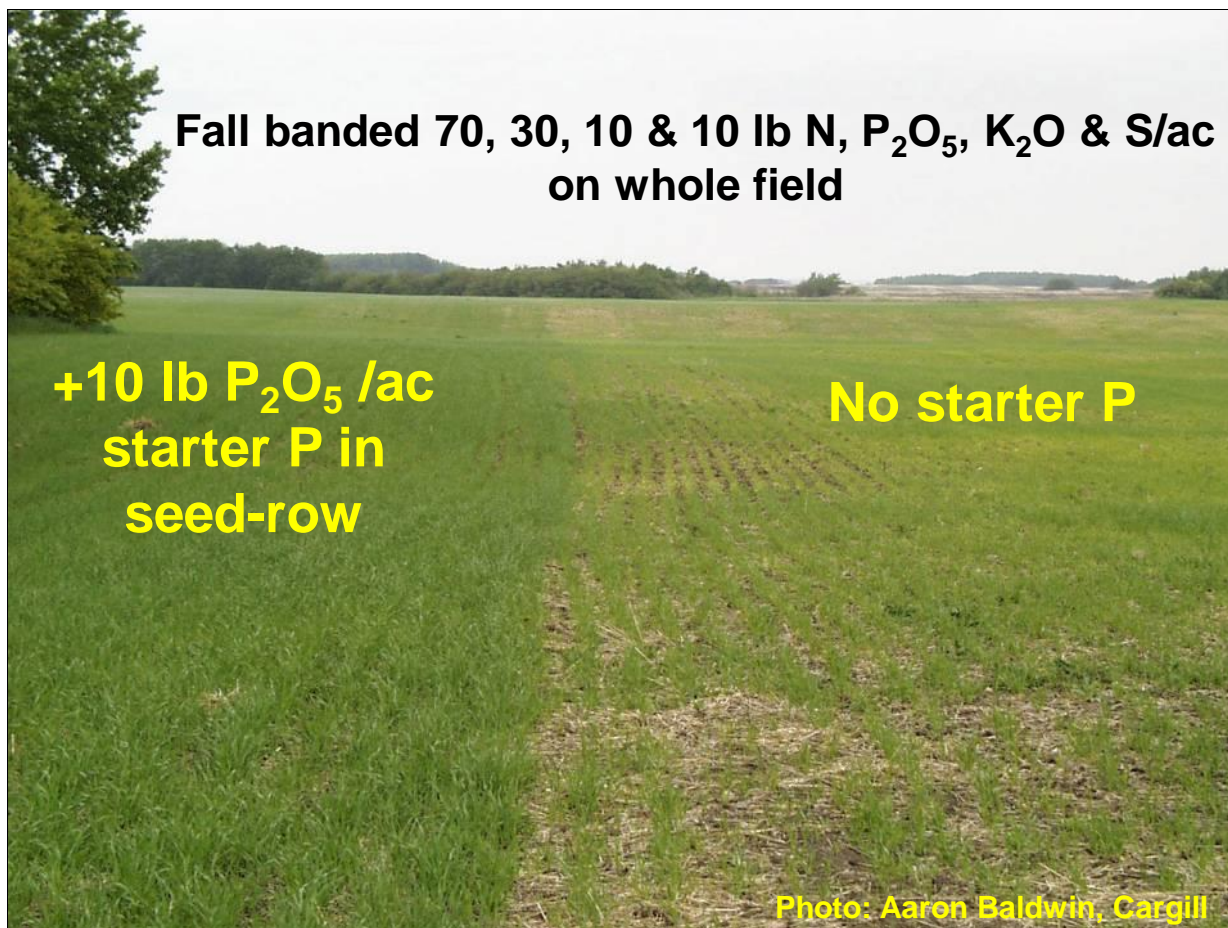 Fall banded 70, 30, 10 & 10 lb N, P₂O₅, K₂O & S/ac
on whole field
+10 lb P₂O₅ /ac
starter P in
seed-row
No starter P
Photo: Aaron Baldwin, Cargill